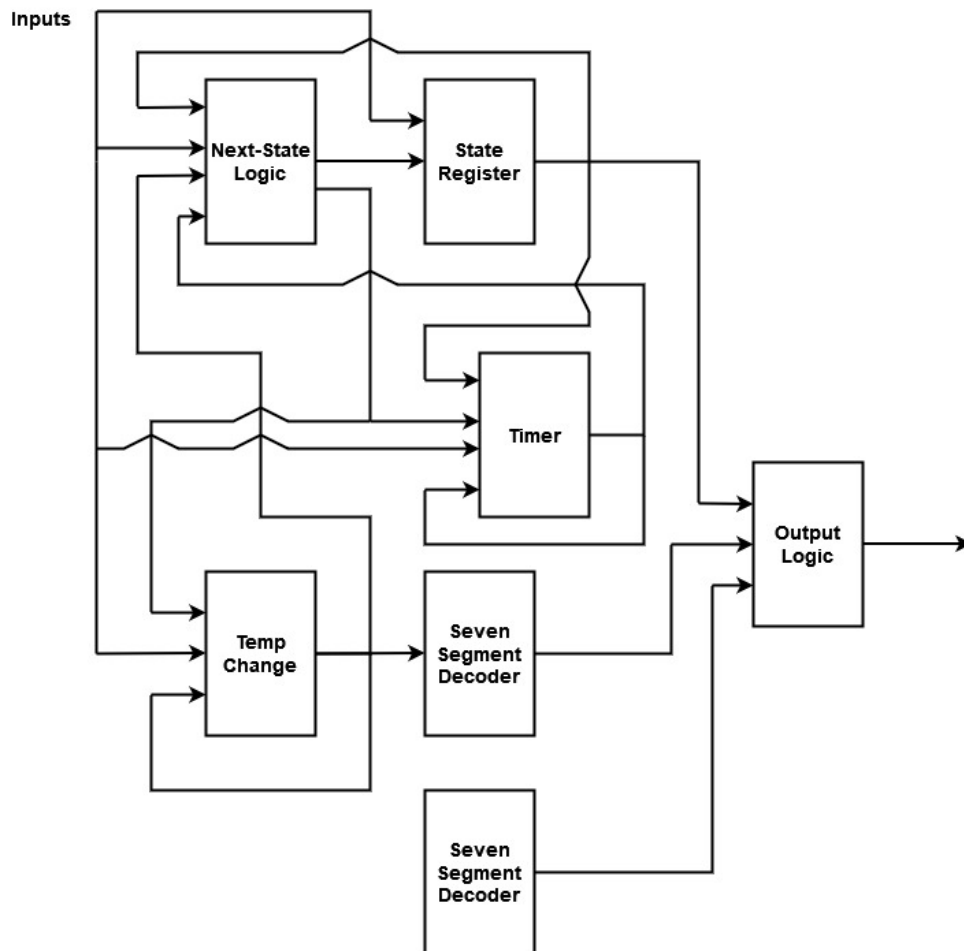 Inputs
Next-State
Logic
State
Register
Timer
Output
Logic
Temp
Change
Seven
Segment
Decoder
Seven
Segment
Decoder